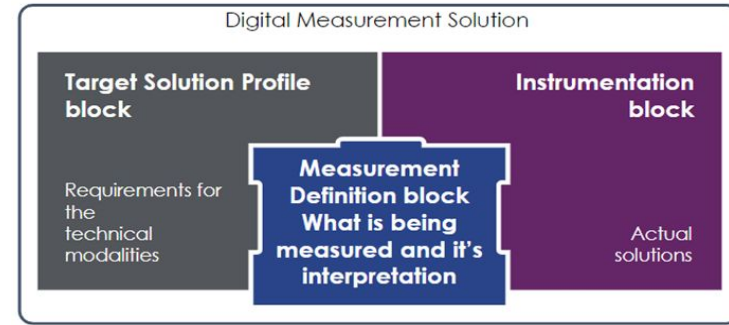 Digital Measurement Solution
Target Solution Profile
block
Requirements for
the
technical
modalities
Measurement
Definition block
What is being
measured and it's
interpretation
Instrumentation
block
Actual
solutions